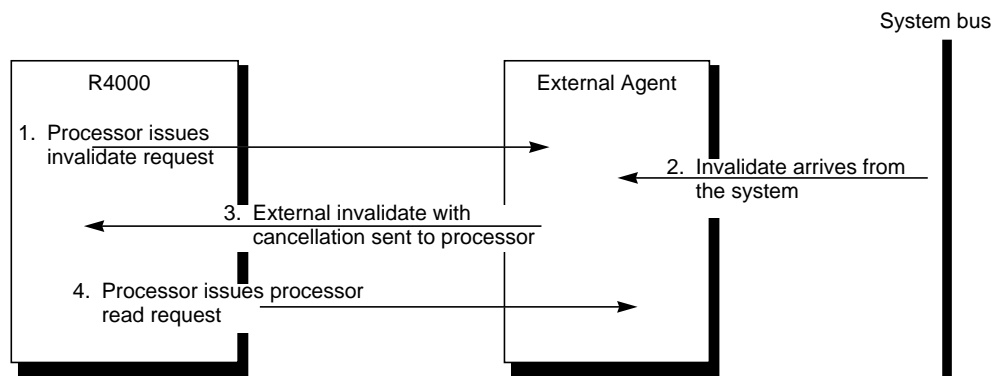 System bus
R4000
External Agent
1. Processor issues
invalidate request
2. Invalidate arrives from
the system
3. External invalidate with
cancellation sent to processor
4. Processor issues processor
read request